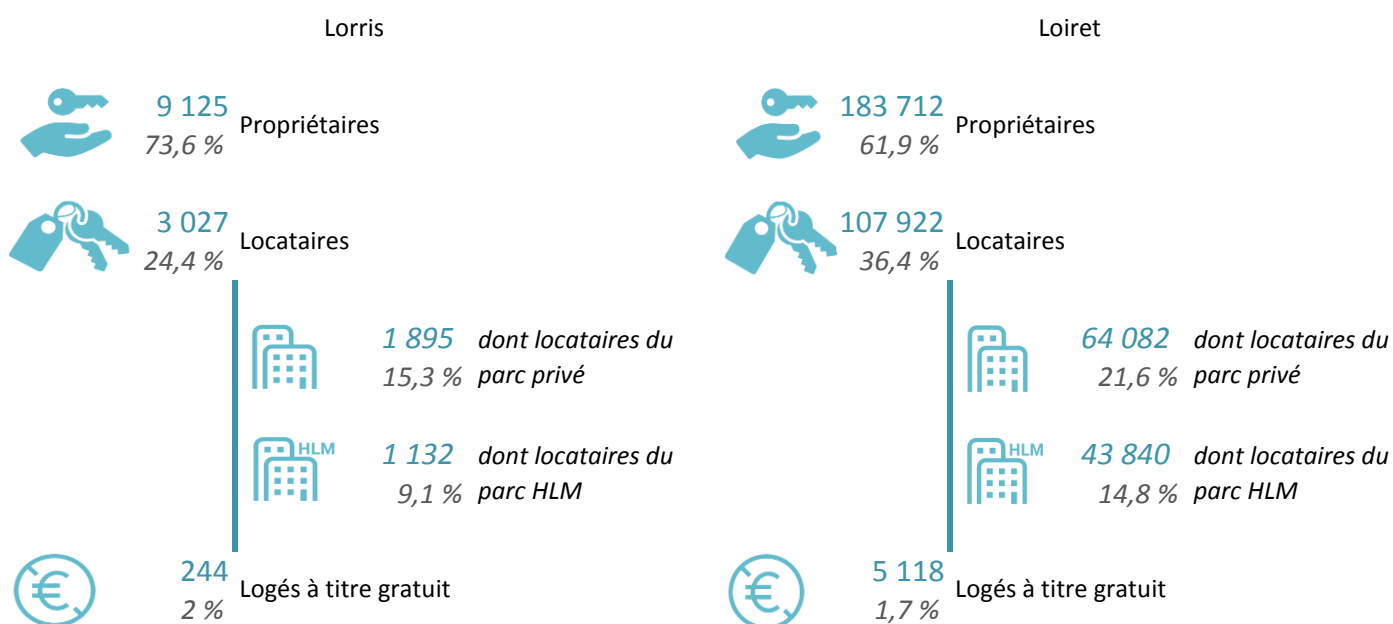 Lorris
9 125
73,6 %
Propriétaires
3 027
24,4 %
Locataires
1 895
15,3 %
dont locataires du
parc privé
HLM
1 132
9,1 %
dont locataires du
parc HLM
244
2 %
Logés à titre gratuit
Loiret
183 712
61,9 %
Propriétaires
107 922
36,4 %
Locataires
64 082
21,6 %
dont locataires du
parc privé
HLM
43 840
14,8 %
dont locataires du
parc HLM
5 118
1,7 %
Logés à titre gratuit